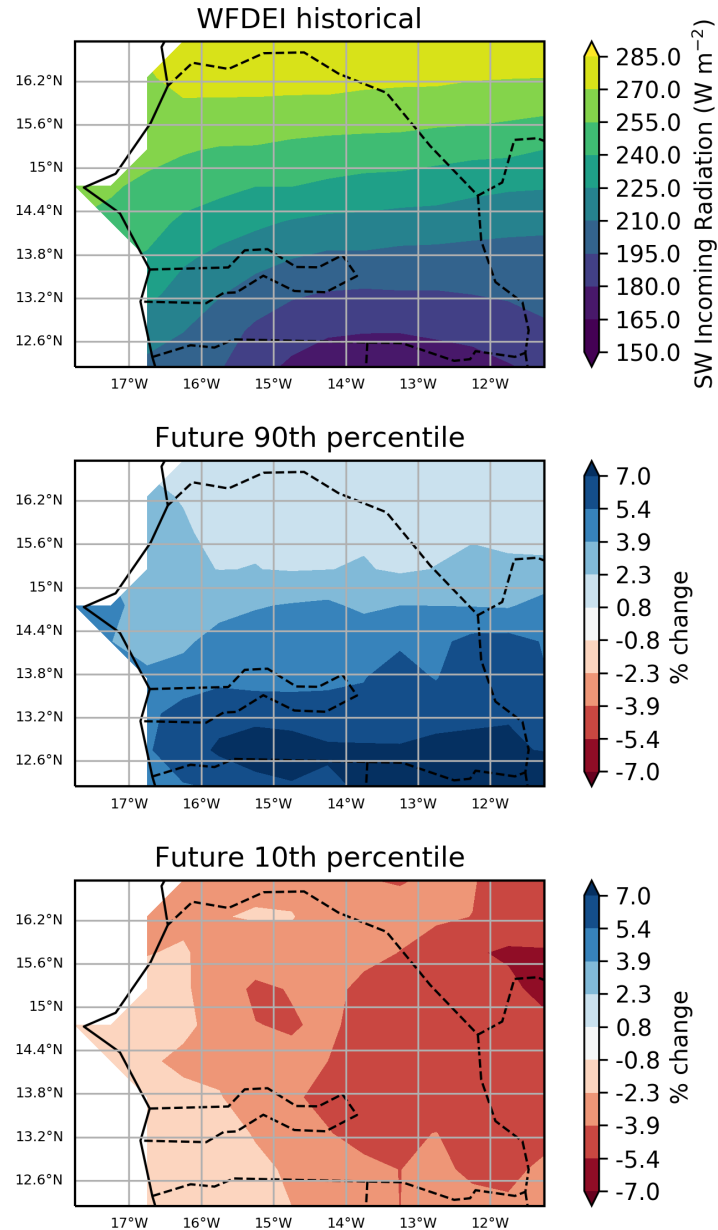 WFDEI historical
16.2°N
15.6°N
15°N
14.4°N
13.8°N
13.2°N
12.6°N
17°W 16°W 15°W 14°W 13°W 12°W
285.0
270.0
255.0
240.0
225.0
210.0
195.0
180.0
165.0
150.0
SW Incoming Radiation (W m⁻²)
Future 90th percentile
16.2°N
15.6°N
15°N
14.4°N
13.8°N
13.2°N
12.6°N
17°W 16°W 15°W 14°W 13°W 12°W
7.0
5.4
3.9
2.3
0.8
-0.8
-2.3
-3.9
-5.4
-7.0
% change
Future 10th percentile
16.2°N
15.6°N
15°N
14.4°N
13.8°N
13.2°N
12.6°N
17°W 16°W 15°W 14°W 13°W 12°W
7.0
5.4
3.9
2.3
0.8
-0.8
-2.3
-3.9
-5.4
-7.0
% change